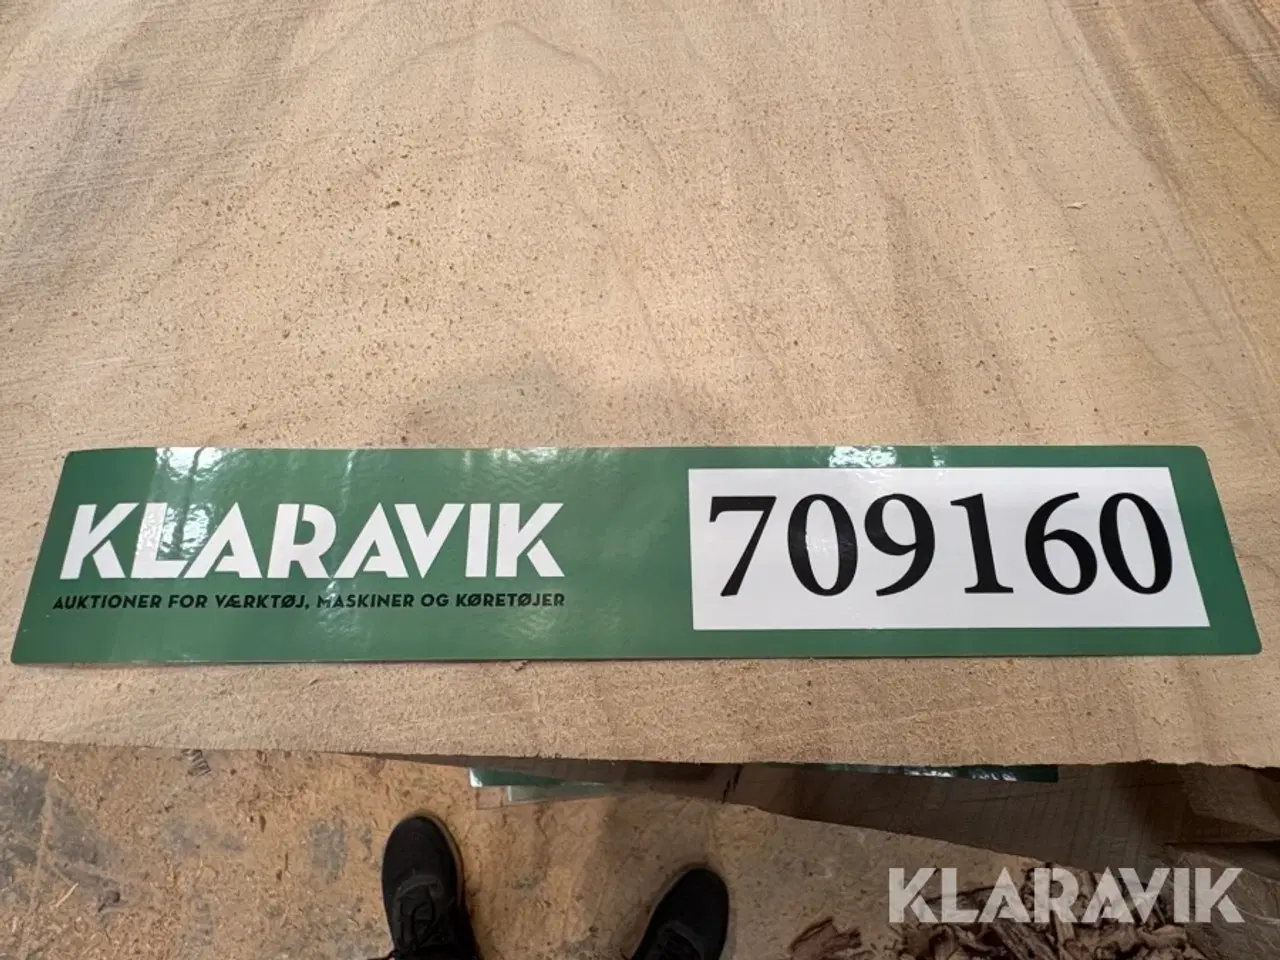 KLARAVIK
AUKTIONER FOR VÆRKTØJ, MASKINER OG KØRETØJER
709160
KLARAVIK